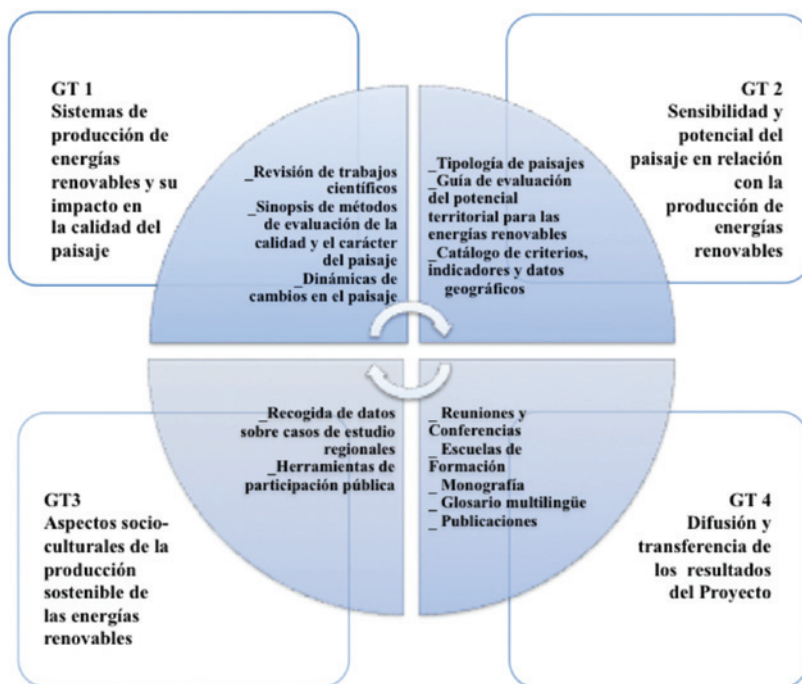 GT 1
Sistemas de
producción de
energías
renovables y su
impacto en
la calidad del
paisaje
_Revisión de trabajos
científicos
_Sinopsis de métodos
de evaluación de la
calidad y el carácter
del paisaje
_Dinámicas de
cambios en el paisaje
_Tipología de paisajes
_Guía de evaluación
del potencial
territorial para las
energías renovables
_Catálogo de criterios,
indicadores y datos
geográficos
GT 2
Sensibilidad y
potencial del
paisaje en relación
con la
producción de
energías
renovables
GT3
Aspectos socio-
culturales de la
producción
sostenible de
las energías
renovables
_Recogida de datos
sobre casos de estudio
regionales
_Herramientas de
participación pública
_Reuniones y
Conferencias
_Escuelas de
Formación
_ Monografía
_ Glosario multilingüe
_ Publicaciones
GT 4
Difusión y
transferencia de
los resultados
del Proyecto